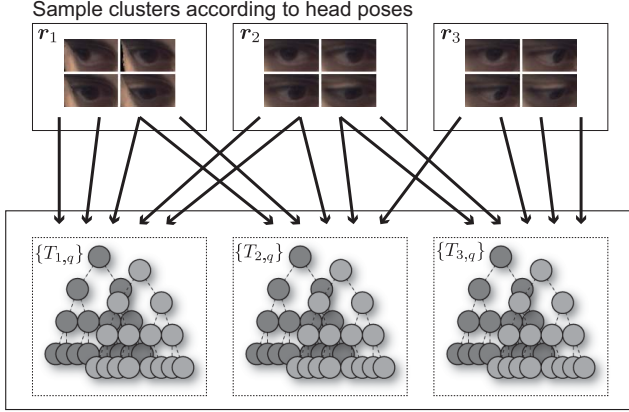 Sample clusters according to head poses
r₁ r₂ r₃
{T₁,q} {T₂,q} {T₃,q}